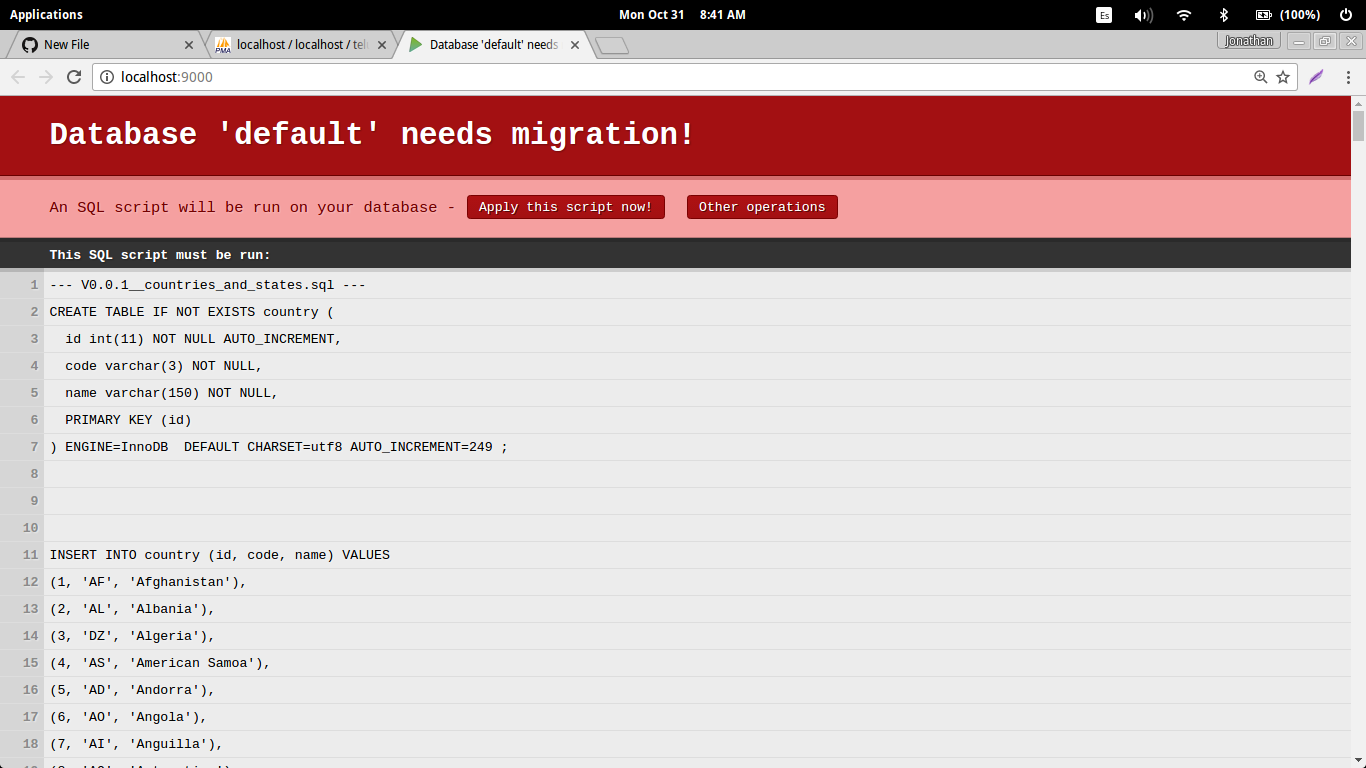 Applications
Mon Oct 31 8:41 AM
Es
(100%)
New File
PMA
localhost / localhost / tel
Database 'default' needs
Jonathan
localhost:9000
Database 'default' needs migration!
An SQL script will be run on your database -
Apply this script now!
Other operations
This SQL script must be run:
1 --- V0.0.1__countries_and_states.sql ---
2 CREATE TABLE IF NOT EXISTS country (
3 id int(11) NOT NULL AUTO_INCREMENT,
4 code varchar(3) NOT NULL,
5 name varchar(150) NOT NULL,
6 PRIMARY KEY (id)
7 ) ENGINE=InnoDB  DEFAULT CHARSET=utf8 AUTO_INCREMENT=249 ;
8
9
10
11 INSERT INTO country (id, code, name) VALUES
12 (1, 'AF', 'Afghanistan'),
13 (2, 'AL', 'Albania'),
14 (3, 'DZ', 'Algeria'),
15 (4, 'AS', 'American Samoa'),
16 (5, 'AD', 'Andorra'),
17 (6, 'AO', 'Angola'),
18 (7, 'AI', 'Anguilla'),